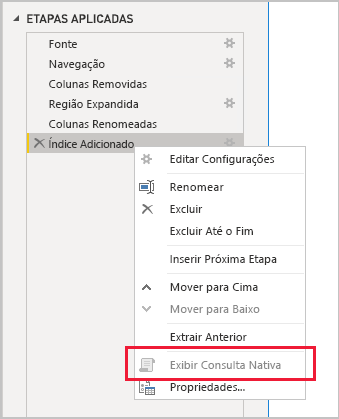 ETAPAS APLICADAS
Fonte
Navegação
Colunas Removidas
Região Expandida
Colunas Renomeadas
Índice Adicionado
Editar Configurações
Renomear
Excluir
Excluir Até o Fim
Inserir Próxima Etapa
Mover para Cima
Mover para Baixo
Extrair Anterior
Exibir Consulta Nativa
Propriedades...